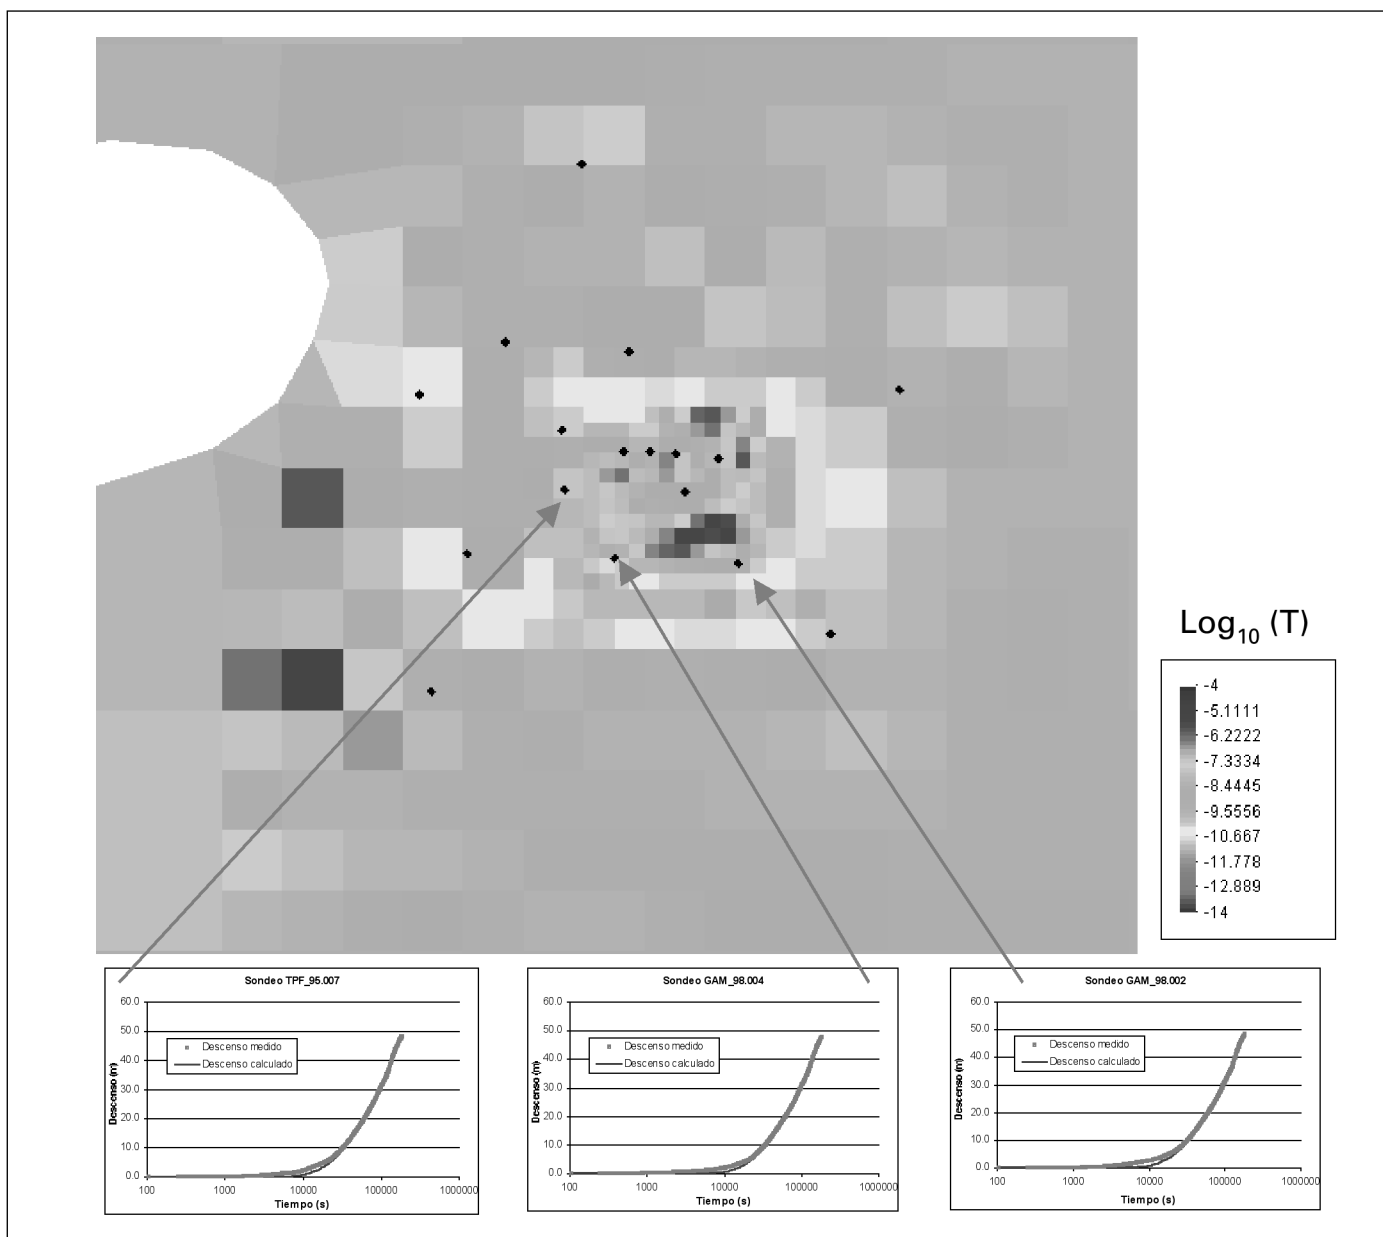 Log10 (T)
-4
-5.1111
-6.2222
-7.3334
-8.4445
-9.5556
-10.667
-11.778
-12.889
-14
Sondeo TPF_95.007
60.0
50.0
40.0
30.0
20.0
10.0
0.0
Descenso (m)
Descenso medido
Descenso calculado
100 1000 10000 100000 1000000
Tiempo (s)
Sondeo GAM_98.004
60.0
50.0
40.0
30.0
20.0
10.0
0.0
Descenso (m)
Descenso medido
Descenso calculado
100 1000 10000 100000 1000000
Tiempo (s)
Sondeo GAM_98.002
60.0
50.0
40.0
30.0
20.0
10.0
0.0
Descenso (m)
Descenso medido
Descenso calculado
100 1000 10000 100000 1000000
Tiempo (s)